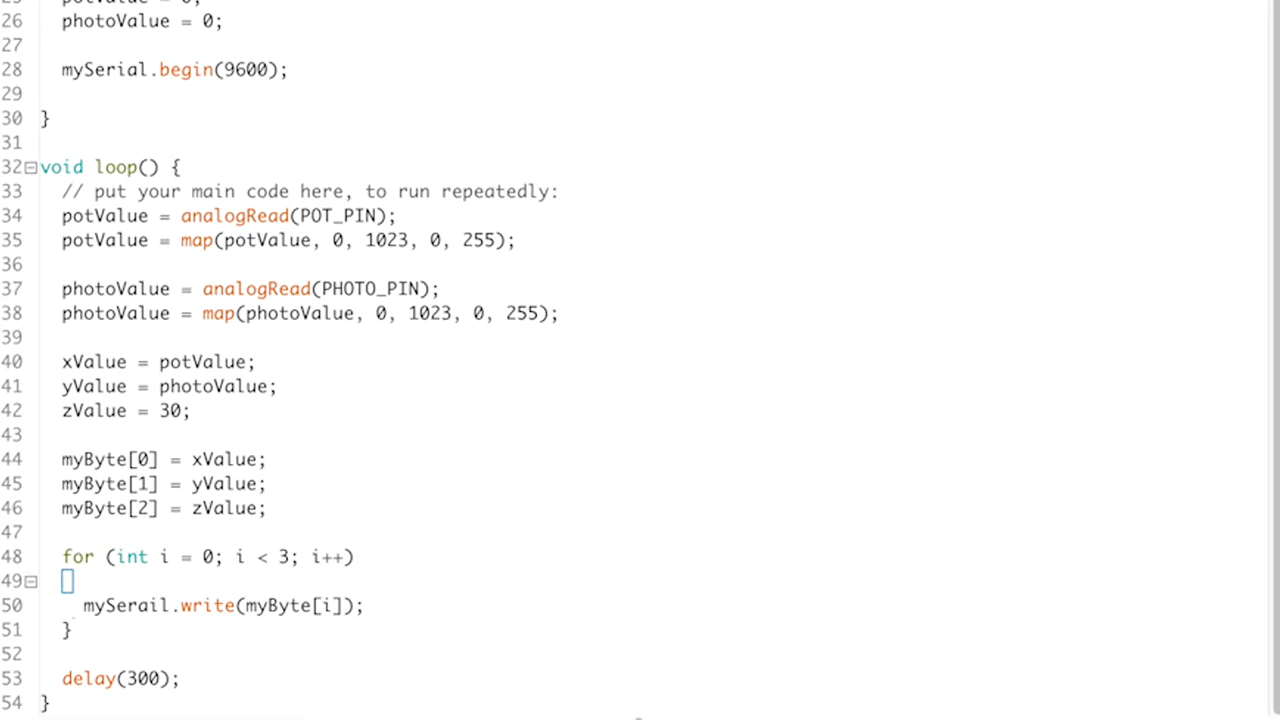 26 photoValue = 0;
27
28 mySerial.begin(9600);
29
30 }
31
32 void loop() {
33 // put your main code here, to run repeatedly:
34 potValue = analogRead(POT_PIN);
35 potValue = map(potValue, 0, 1023, 0, 255);
36
37 photoValue = analogRead(PHOTO_PIN);
38 photoValue = map(photoValue, 0, 1023, 0, 255);
39
40 xValue = potValue;
41 yValue = photoValue;
42 zValue = 30;
43
44 myByte[0] = xValue;
45 myByte[1] = yValue;
46 myByte[2] = zValue;
47
48 for (int i = 0; i < 3; i++)
49
50 mySerail.write(myByte[i]);
51 }
52
53 delay(300);
54 }